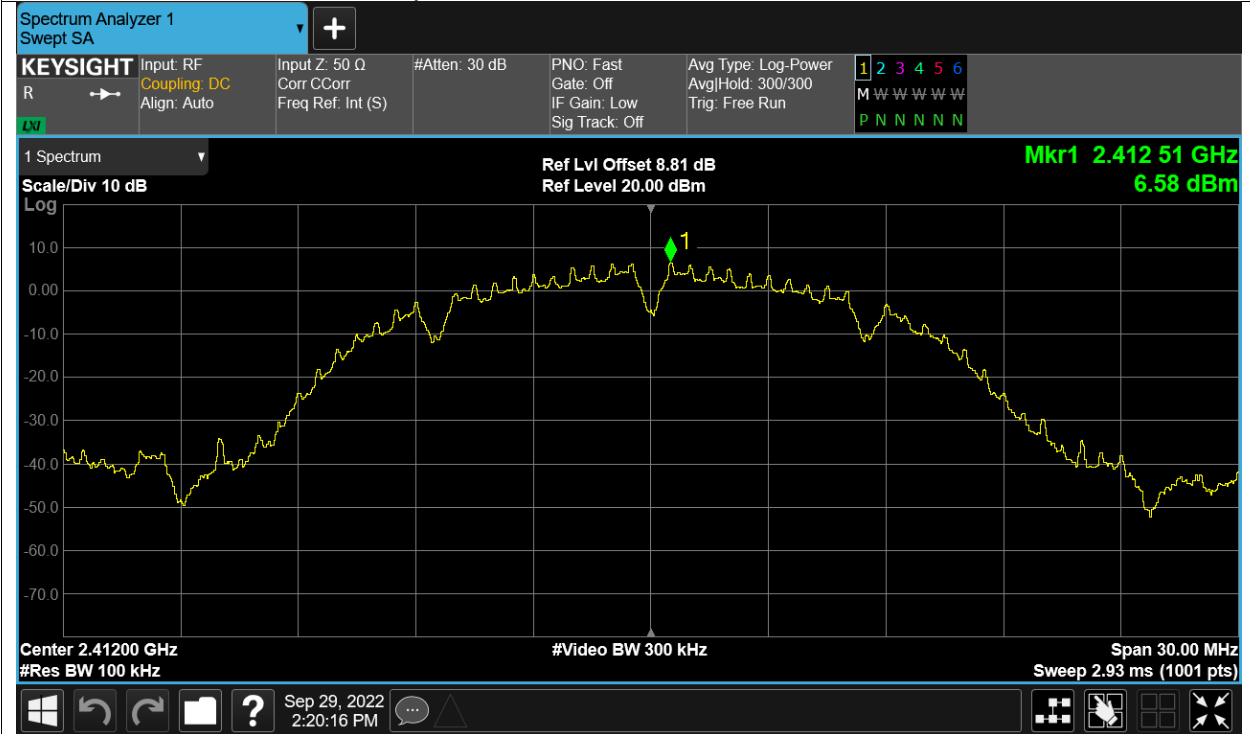 Spectrum Analyzer 1
Swept SA
▼
+
KEYSIGHT
R
LXI
Input: RF
Coupling: DC
Align: Auto
Input Z: 50 Ω
Corr CCorr
Freq Ref: Int (S)
#Atten: 30 dB
PNO: Fast
Gate: Off
IF Gain: Low
Sig Track: Off
Avg Type: Log-Power
Avg|Hold: 300/300
Trig: Free Run
1 2 3 4 5 6
M W W W W W
P N N N N N
1 Spectrum ▼
Scale/Div 10 dB
Log
Ref Lvl Offset 8.81 dB
Ref Level 20.00 dBm
Mkr1 2.412 51 GHz
6.58 dBm
1
10.0
0.00
-10.0
-20.0
-30.0
-40.0
-50.0
-60.0
-70.0
Center 2.41200 GHz
#Res BW 100 kHz
#Video BW 300 kHz
Span 30.00 MHz
Sweep 2.93 ms (1001 pts)
?
Sep 29, 2022
2:20:16 PM